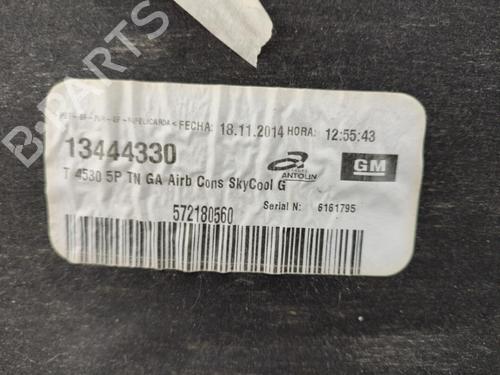 FECHA: 18.11.2014 HORA: 12:55:43
13444330
GRUPO ANTOLIN
GM
T 4530 5P TN GA Airb Cons SkyCool G
572180560
Serial N: 6161795
B-PARTS